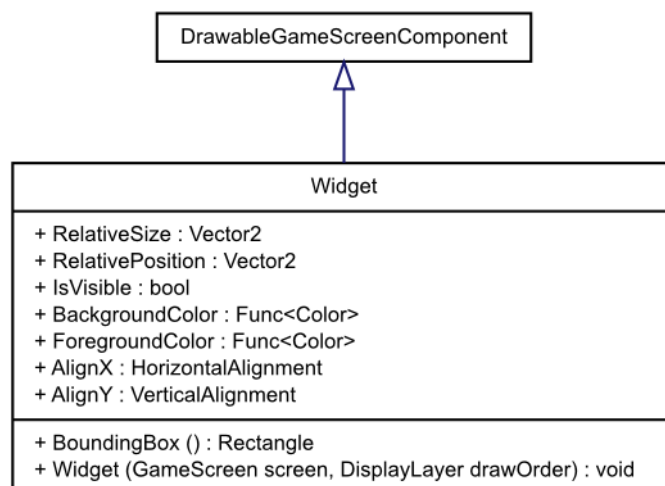 DrawableGameScreenComponent
Widget
+ RelativeSize : Vector2
+ RelativePosition : Vector2
+ IsVisible : bool
+ BackgroundColor : Func<Color>
+ ForegroundColor : Func<Color>
+ AlignX : HorizontalAlignment
+ AlignY : VerticalAlignment
+ BoundingBox () : Rectangle
+ Widget (GameScreen screen, DisplayLayer drawOrder) : void